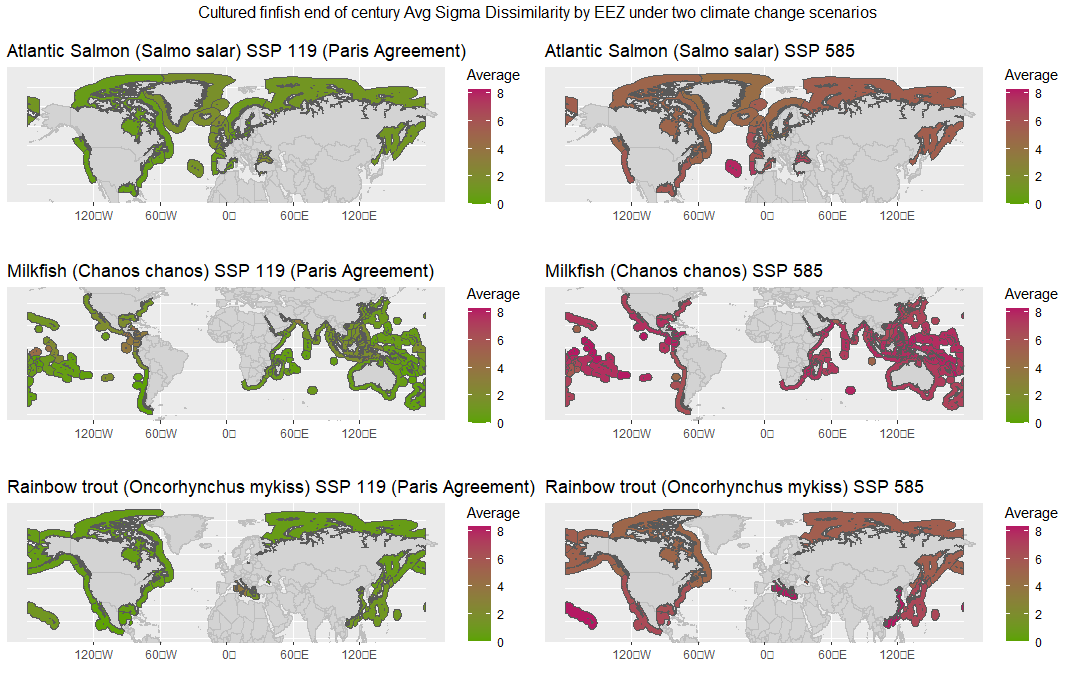 Cultured finfish end of century Avg Sigma Dissimilarity by EEZ under two climate change scenarios
Atlantic Salmon (Salmo salar) SSP 119 (Paris Agreement)
Average
8
6
4
2
0
120□W 60□W 0□ 60□E 120□E
Atlantic Salmon (Salmo salar) SSP 585
Average
8
6
4
2
0
120□W 60□W 0□ 60□E 120□E
Milkfish (Chanos chanos) SSP 119 (Paris Agreement)
Average
8
6
4
2
0
120□W 60□W 0□ 60□E 120□E
Milkfish (Chanos chanos) SSP 585
Average
8
6
4
2
0
120□W 60□W 0□ 60□E 120□E
Rainbow trout (Oncorhynchus mykiss) SSP 119 (Paris Agreement)
Average
8
6
4
2
0
120□W 60□W 0□ 60□E 120□E
Rainbow trout (Oncorhynchus mykiss) SSP 585
Average
8
6
4
2
0
120□W 60□W 0□ 60□E 120□E